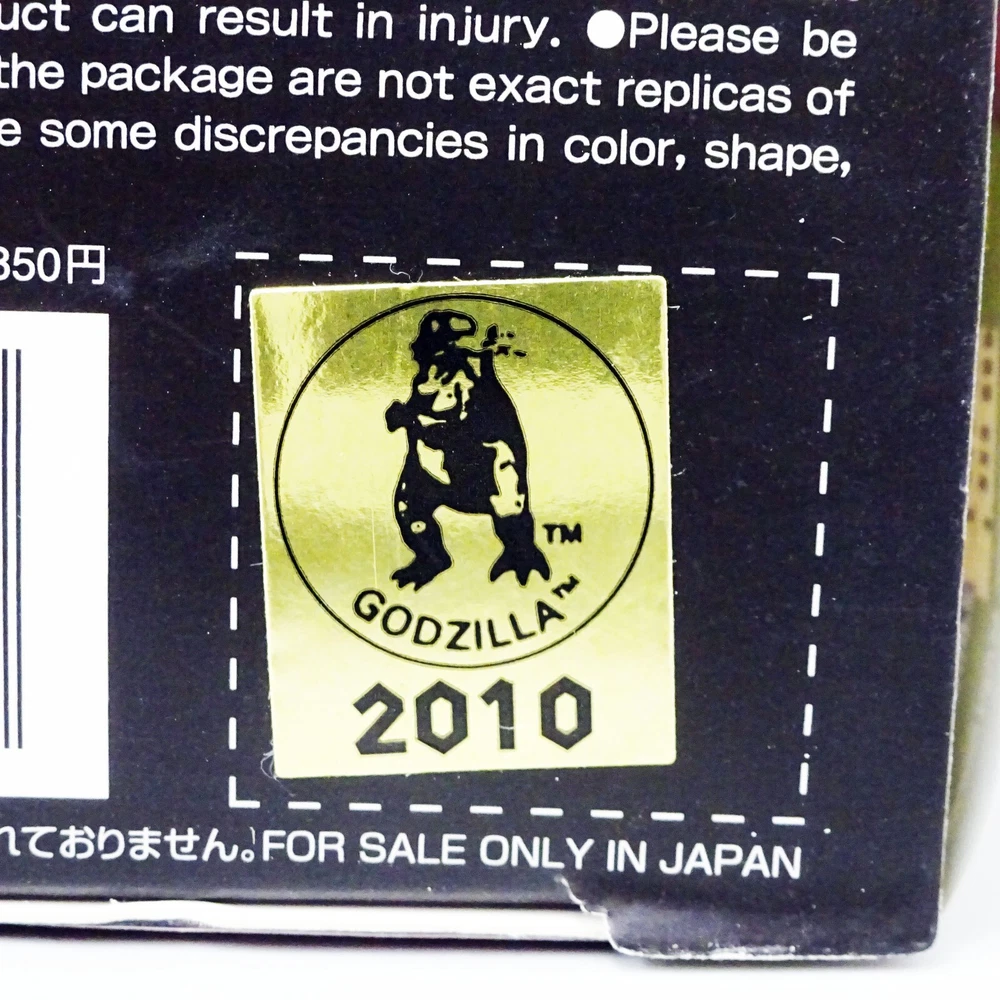 uct can result in injury. ●Please be
the package are not exact replicas of
e some discrepancies in color, shape,
350円
TM
GODZILLA™
2010
れておりません。FOR SALE ONLY IN JAPAN